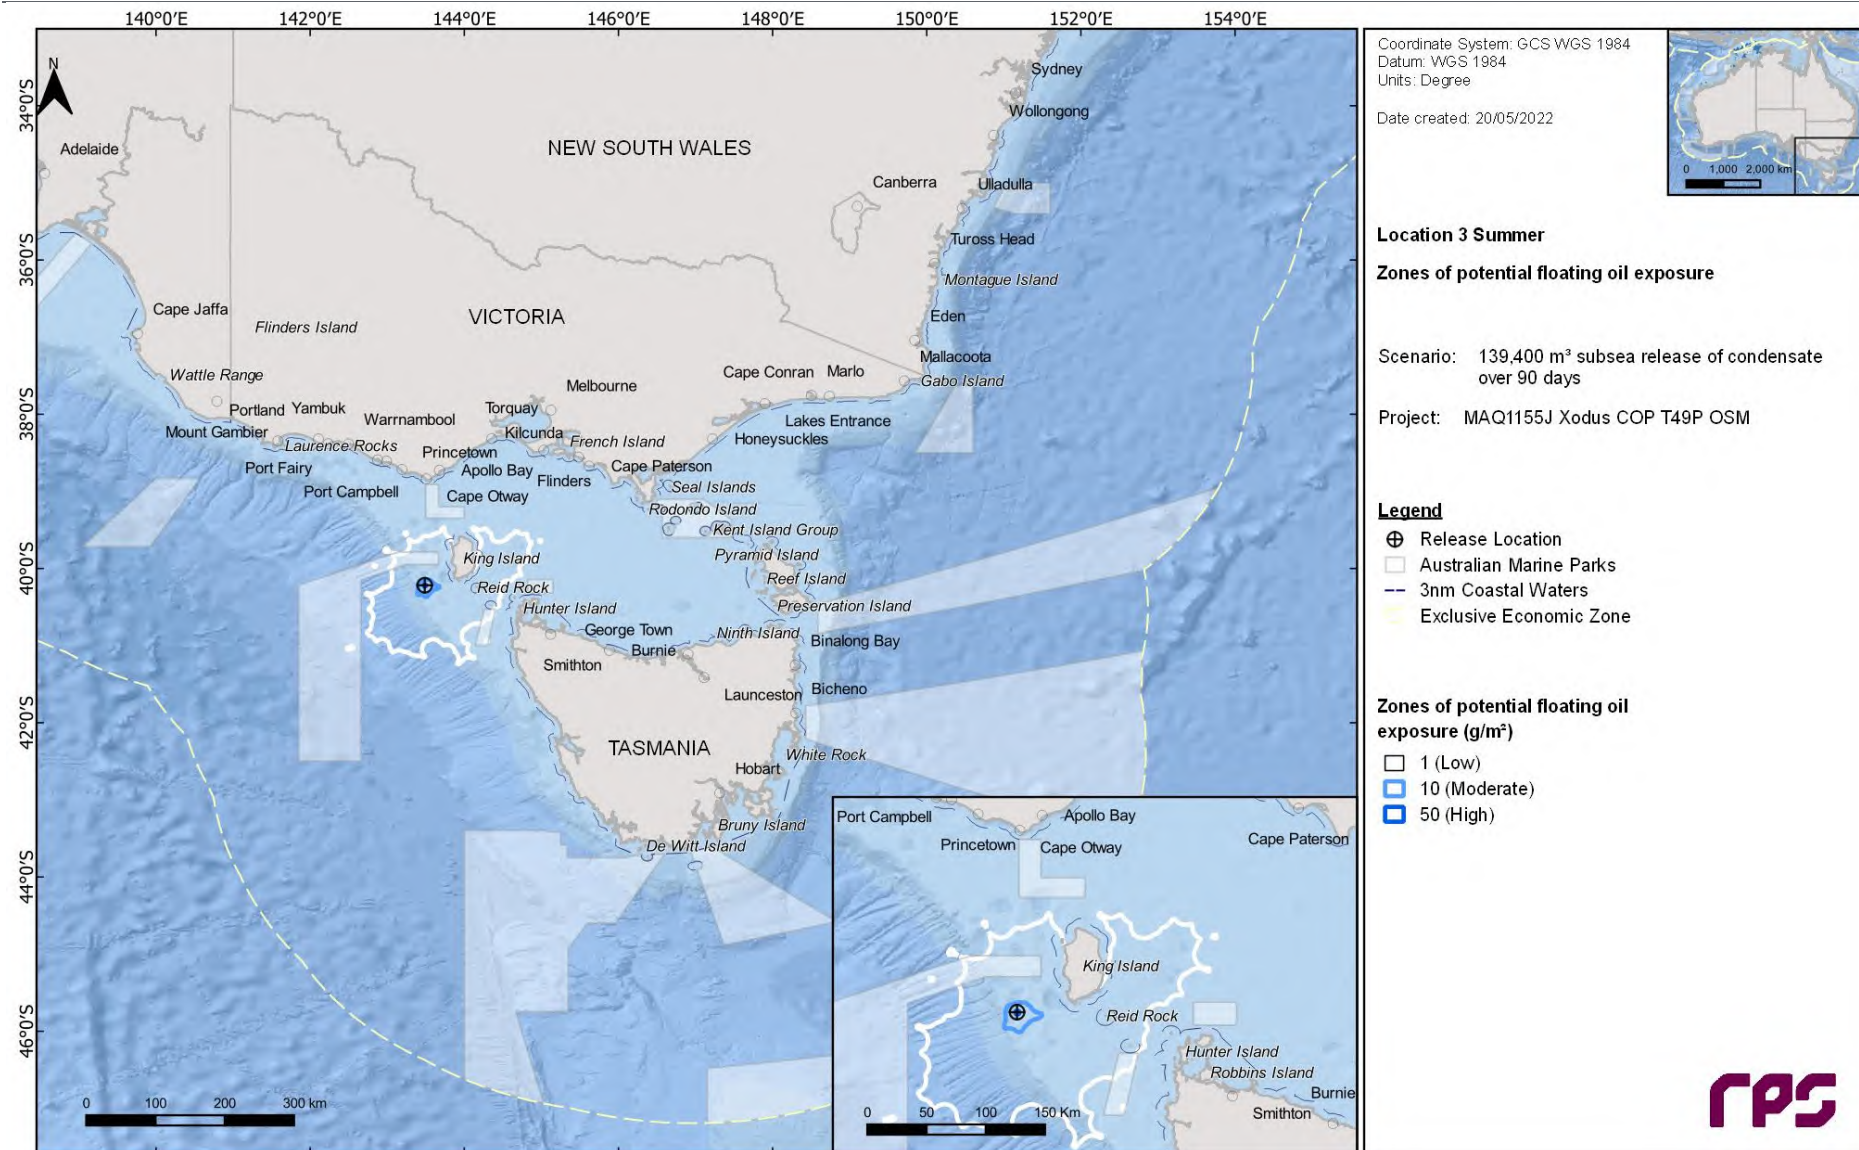 140°0'E 142°0'E 144°0'E 146°0'E 148°0'E 150°0'E 152°0'E 154°0'E
34°0'S
36°0'S
38°0'S
40°0'S
42°0'S
44°0'S
46°0'S
N
Sydney
Wollongong
NEW SOUTH WALES
Adelaide
Canberra
Ulladulla
Tuross Head
Montague Island
Cape Jaffa
Flinders Island
VICTORIA
Eden
Mallacoota
Wattle Range
Melbourne
Cape Conran
Marlo
Gabo Island
Portland
Yambuk
Warrnambool
Torquay
Lakes Entrance
Mount Gambier
Laurence Rocks
Kilcunda
French Island
Honeysuckles
Princetown
Port Fairy
Apollo Bay
Flinders
Cape Paterson
Port Campbell
Cape Otway
Seal Islands
Rodondo Island
Kent Island Group
King Island
Pyramid Island
Reid Rock
Reef Island
Hunter Island
Preservation Island
George Town
Ninth Island
Binalong Bay
Smithton
Burnie
Launceston
Bicheno
TASMANIA
White Rock
Hobart
Bruny Island
De Witt Island
0 100 200 300 km
Port Campbell
Apollo Bay
Princetown
Cape Otway
Cape Paterson
King Island
Reid Rock
Hunter Island
Robbins Island
Burnie
Smithton
0 50 100 150 Km
Coordinate System: GCS WGS 1984
Datum: WGS 1984
Units: Degree
Date created: 20/05/2022
0 1,000 2,000 km
Location 3 Summer
Zones of potential floating oil exposure
Scenario: 139,400 m³ subsea release of condensate
over 90 days
Project: MAQ1155J Xodus COP T49P OSM
Legend
Release Location
Australian Marine Parks
3nm Coastal Waters
Exclusive Economic Zone
Zones of potential floating oil
exposure (g/m²)
1 (Low)
10 (Moderate)
50 (High)
rps